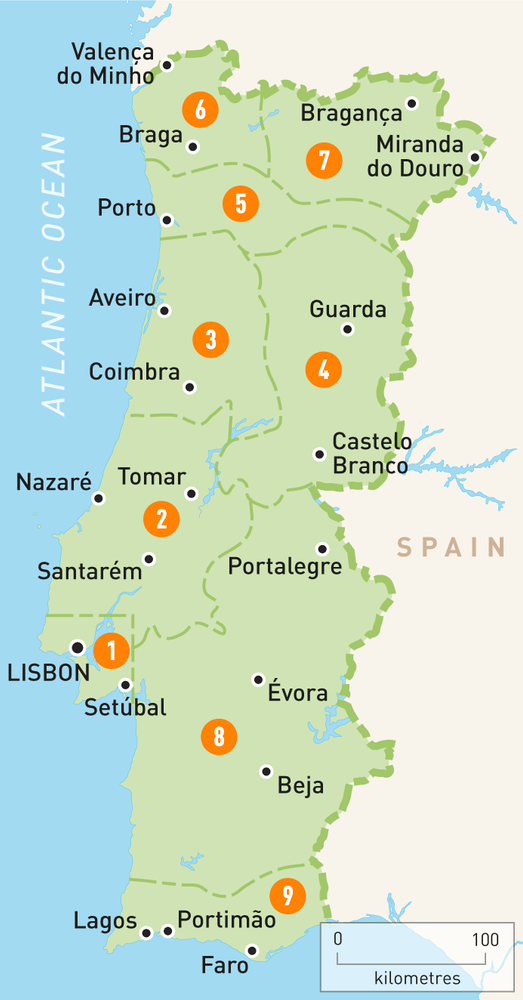 Valença
do Minho
6
Bragança
Braga
7
Miranda
do Douro
ATLANTIC OCEAN
5
Porto
Aveiro
Guarda
3
4
Coimbra
Castelo
Branco
Nazaré
Tomar
2
SPAIN
Santarém
Portalegre
1
LISBON
Setúbal
Évora
8
Beja
9
Lagos
Portimão
Faro
0
100
kilometres